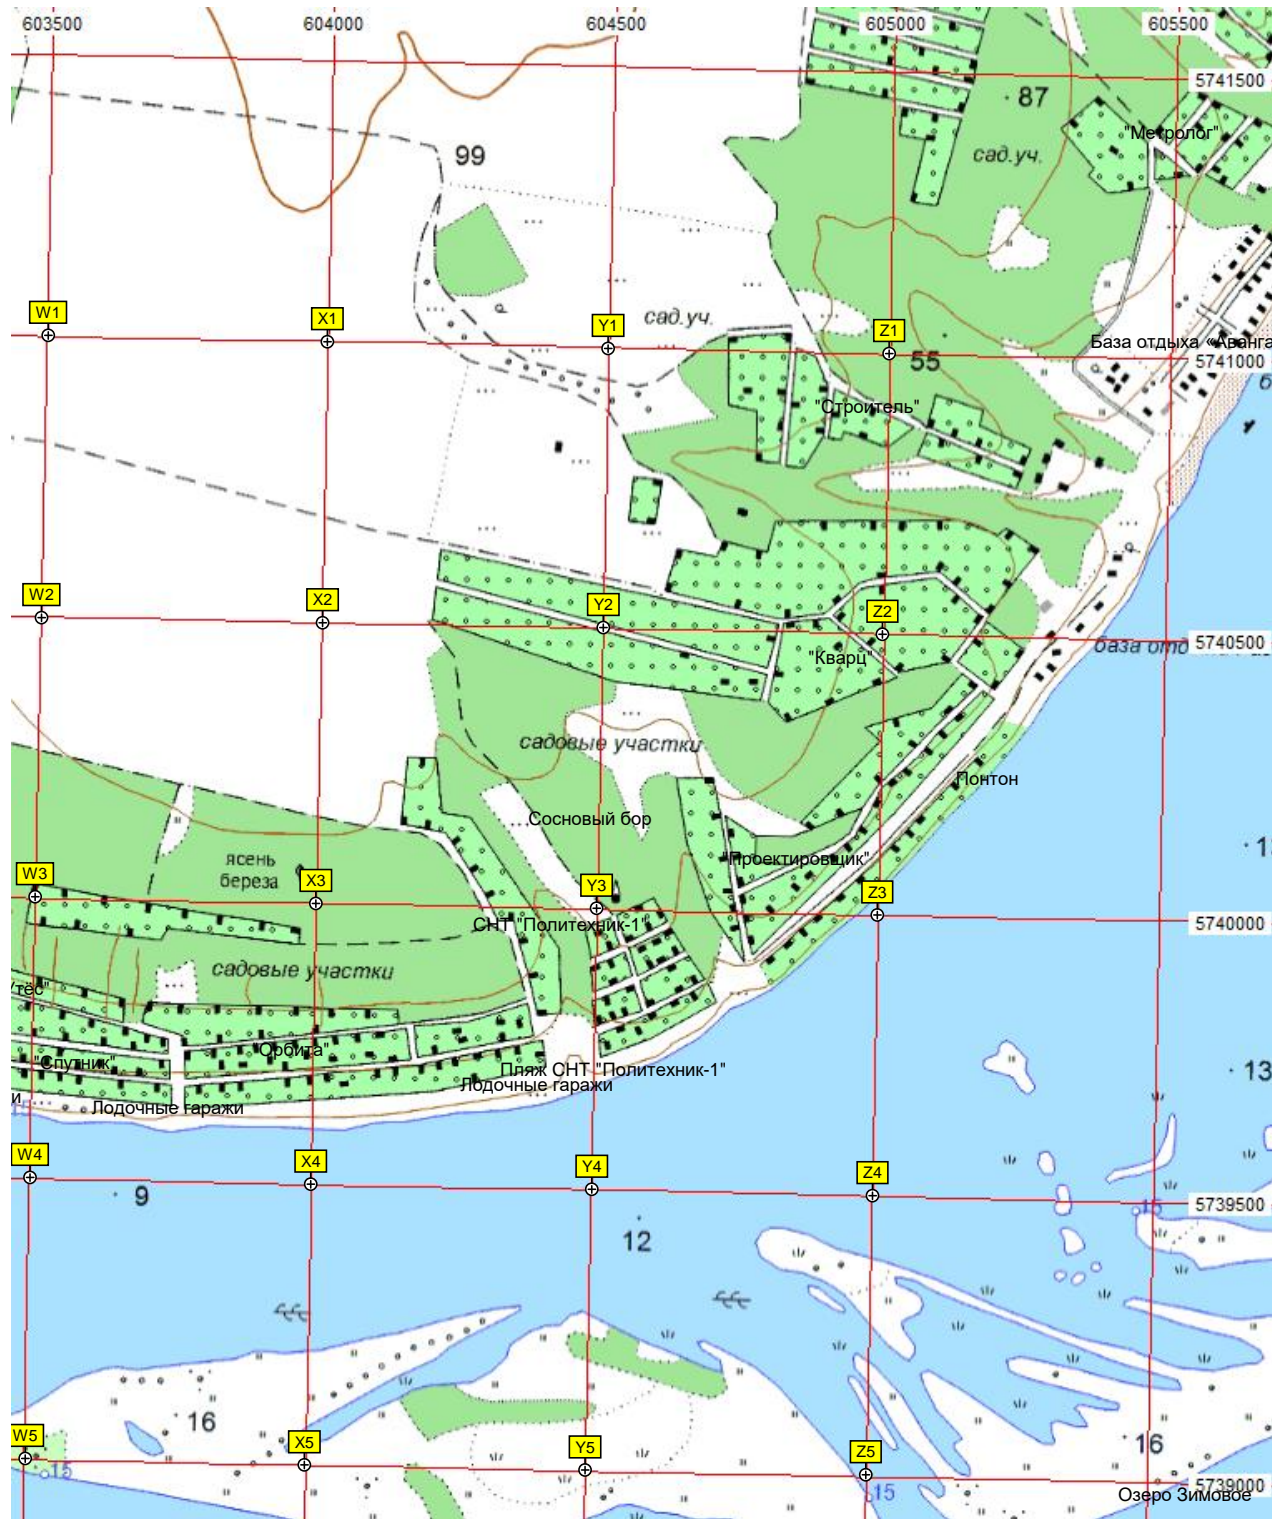 603500 604000 604500 605000 605500
5741500
87
"Метролог"
99
сад.уч.
W1 X1 Y1 сад.уч. Z1
База отдыха «Аванга
55
5741000
"Строитель"
W2 X2 Y2 Z2
5740500
"Кварц"
садовые участки
Понтон
Сосновый бор
ясень
береза
"Проектировщик"
W3 X3 Y3 Z3
СНТ "Политехник-1"
5740000
садовые участки
Орбита"
"Спутник"
Пляж СНТ "Политехник-1"
13
Лодочные гаражи
Лодочные гаражи
W4 X4 Y4 Z4
9
15
5739500
12
16
16
W5 X5 Y5 Z5
15
15
5739000
Озеро Зимовое